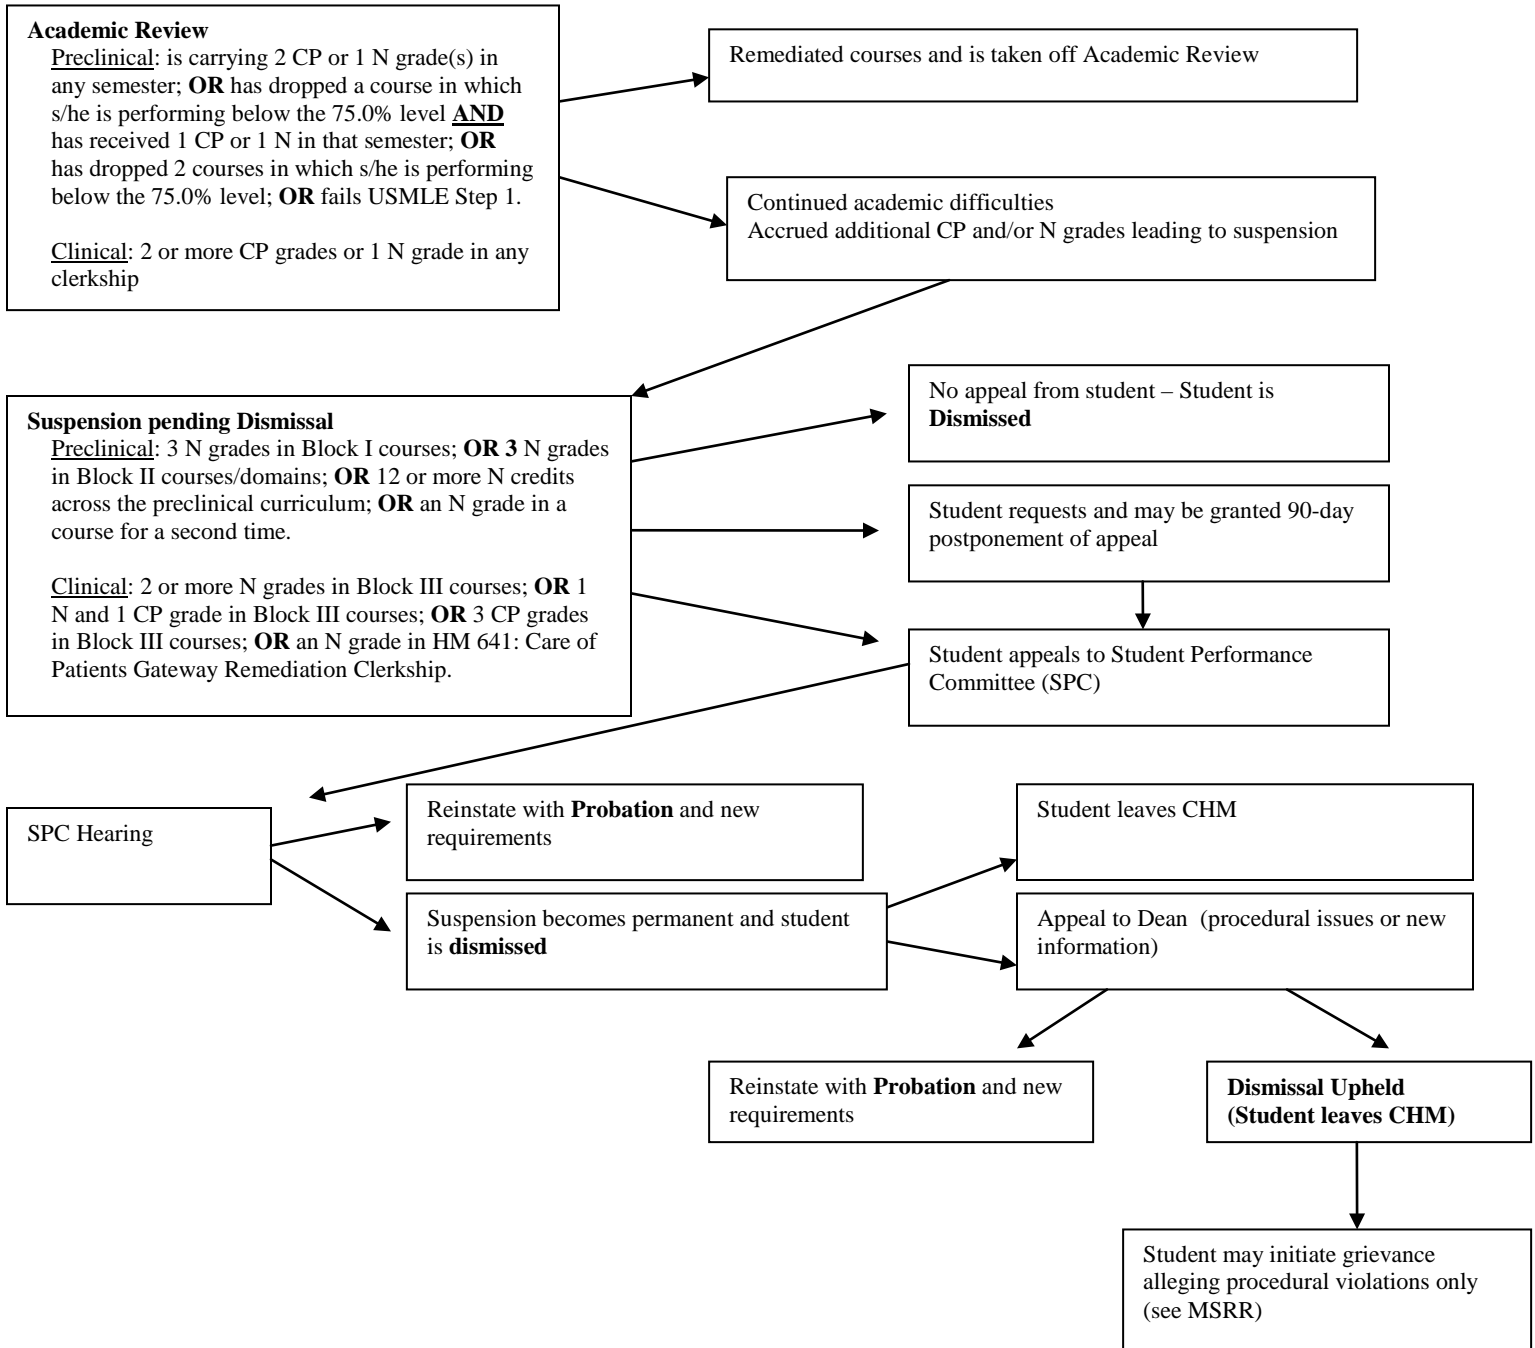 Academic Review
Preclinical: is carrying 2 CP or 1 N grade(s) in
any semester; OR has dropped a course in which
s/he is performing below the 75.0% level AND
has received 1 CP or 1 N in that semester; OR
has dropped 2 courses in which s/he is performing
below the 75.0% level; OR fails USMLE Step 1.
Clinical: 2 or more CP grades or 1 N grade in any
clerkship
Remediated courses and is taken off Academic Review
Continued academic difficulties
Accrued additional CP and/or N grades leading to suspension
Suspension pending Dismissal
Preclinical: 3 N grades in Block I courses; OR 3 N grades
in Block II courses/domains; OR 12 or more N credits
across the preclinical curriculum; OR an N grade in a
course for a second time.
Clinical: 2 or more N grades in Block III courses; OR 1
N and 1 CP grade in Block III courses; OR 3 CP grades
in Block III courses; OR an N grade in HM 641: Care of
Patients Gateway Remediation Clerkship.
No appeal from student – Student is
Dismissed
Student requests and may be granted 90-day
postponement of appeal
Student appeals to Student Performance
Committee (SPC)
SPC Hearing
Reinstate with Probation and new
requirements
Suspension becomes permanent and student
is dismissed
Student leaves CHM
Appeal to Dean (procedural issues or new
information)
Reinstate with Probation and new
requirements
Dismissal Upheld
(Student leaves CHM)
Student may initiate grievance
alleging procedural violations only
(see MSRR)